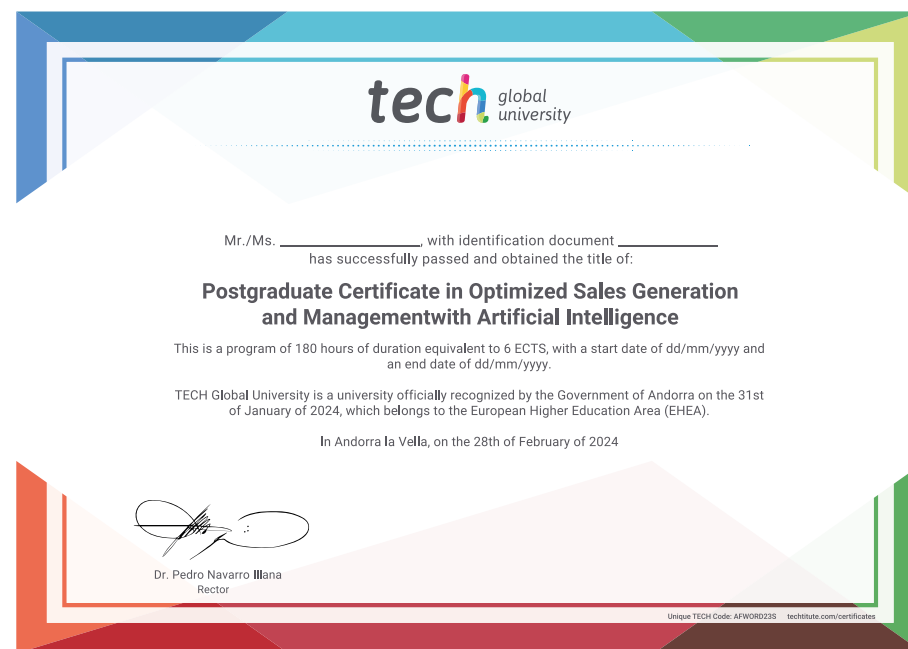 tech global
university
Mr./Ms. ____________________, with identification document ______________
has successfully passed and obtained the title of:
Postgraduate Certificate in Optimized Sales Generation
and Managementwith Artificial Intelligence
This is a program of 180 hours of duration equivalent to 6 ECTS, with a start date of dd/mm/yyyy and
an end date of dd/mm/yyyy.
TECH Global University is a university officially recognized by the Government of Andorra on the 31st
of January of 2024, which belongs to the European Higher Education Area (EHEA).
In Andorra la Vella, on the 28th of February of 2024
Dr. Pedro Navarro Illana
Rector
Unique TECH Code: AFWORD23S techtitute.com/certificates